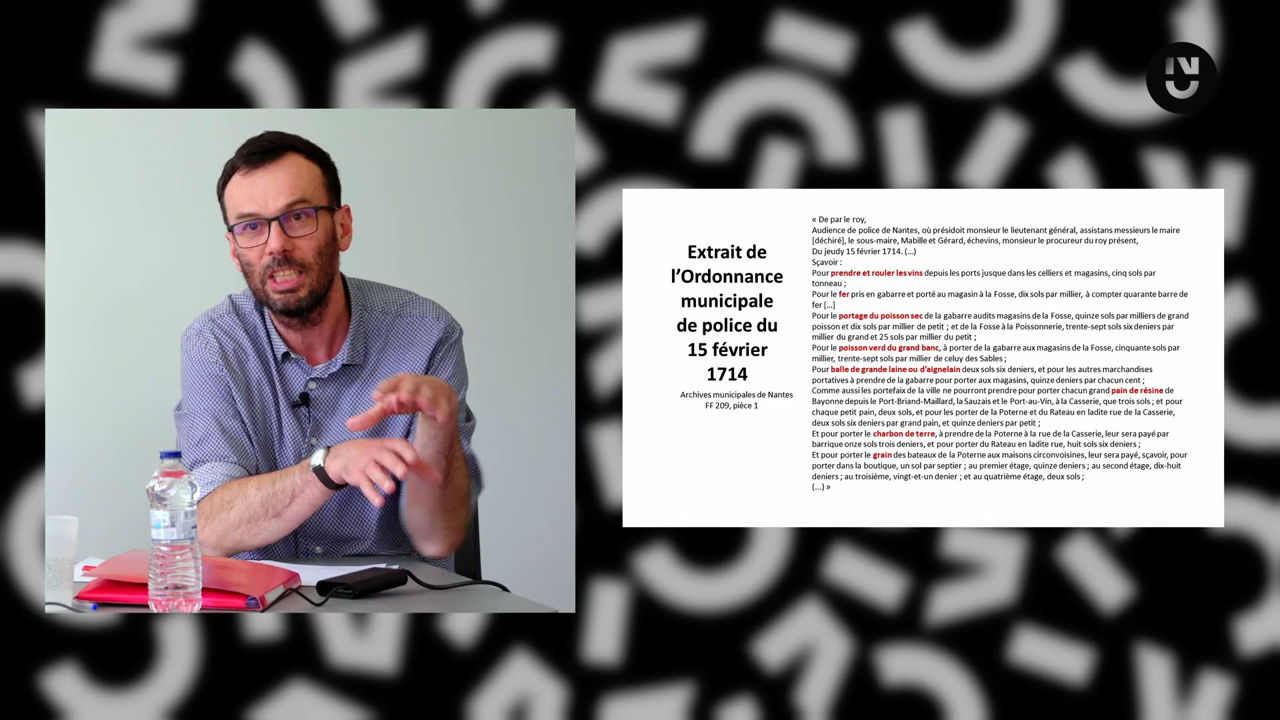 NU
Extrait de
l'Ordonnance
municipale
de police du
15 février
1714
Archives municipales de Nantes
FF 209, pièce 1
« De par le roy,
Audience de police de Nantes, où présidoit monsieur le lieutenant général, assistans messieurs le maire
[déchiré], le sous-maire, Mabille et Gérard, échevins, monsieur le procureur du roy présent,
Du jeudy 15 février 1714. (...)
Sçavoir :
Pour prendre et rouler les vins depuis les ports jusque dans les celliers et magasins, cinq sols par
tonneau ;
Pour le fer pris en gabarre et porté au magasin à la Fosse, dix sols par millier, à compter quarante barre de
fer [...]
Pour le portage du poisson sec de la gabarre audits magasins de la Fosse, quinze sols par milliers de grand
poisson et dix sols par millier de petit ; et de la Fosse à la Poissonnerie, trente-sept sols six deniers par
millier du grand et 25 sols par millier du petit ;
Pour le poisson verd du grand banc, à porter de la gabarre aux magasins de la Fosse, cinquante sols par
millier, trente-sept sols par millier de celuy des Sables ;
Pour balle de grande laine ou d'aignelain deux sols six deniers, et pour les autres marchandises
portatives à prendre de la gabarre pour porter aux magasins, quinze deniers par chacun cent ;
Comme aussi les portefaix de la ville ne pourront prendre pour porter chacun grand pain de résine de
Bayonne depuis le Port-Briand-Maillard, la Sauzais et le Port-au-Vin, à la Casserie, que trois sols ; et pour
chaque petit pain, deux sols, et pour les porter de la Poterne et du Rateau en ladite rue de la Casserie,
deux sols six deniers par grand pain, et quinze deniers par petit ;
Et pour porter le charbon de terre, à prendre de la Poterne à la rue de la Casserie, leur sera payé par
barrique onze sols trois deniers, et pour porter du Rateau en ladite rue, huit sols six deniers ;
Et pour porter le grain des bateaux de la Poterne aux maisons circonvoisines, leur sera payé, sçavoir, pour
porter dans la boutique, un sol par septier ; au premier étage, quinze deniers ; au second étage, dix-huit
deniers ; au troisième, vingt-et-un denier ; et au quatrième étage, deux sols ;
(...) »